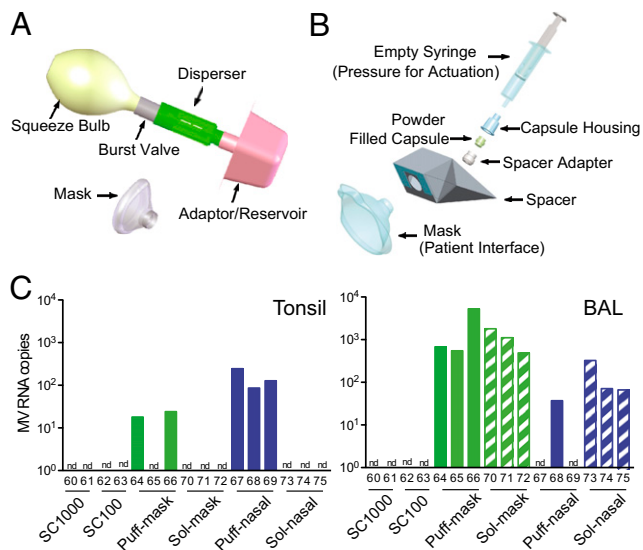 A
Squeeze Bulb
Burst Valve
Disperser
Mask
Adaptor/Reservoir
B
Empty Syringe
(Pressure for Actuation)
Powder
Filled Capsule
Capsule Housing
Spacer Adapter
Spacer
Mask
(Patient Interface)
C
Tonsil
MV RNA copies
10⁴
10³
10²
10¹
10⁰
nd nd nd nd nd nd nd nd nd nd nd
60 61 62 63 64 65 66 70 71 72 67 68 69 73 74 75
SC1000 SC100 Puff-mask Sol-mask Puff-nasal Sol-nasal
BAL
10⁴
10³
10²
10¹
10⁰
nd nd nd nd nd nd
60 61 62 63 64 65 66 70 71 72 67 68 69 73 74 75
SC1000 SC100 Puff-mask Sol-mask Puff-nasal Sol-nasal